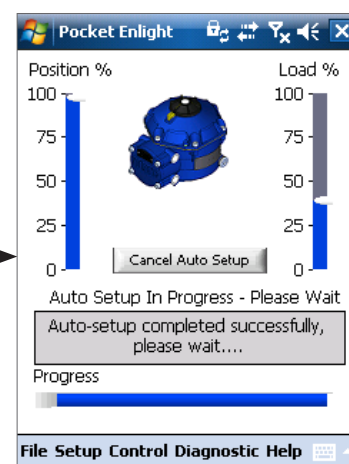 Pocket Enlight
Position % Load %
100 100
75 75
50 50
25 25
0 0
Cancel Auto Setup
Auto Setup In Progress - Please Wait
Auto-setup completed successfully,
please wait....
Progress
File Setup Control Diagnostic Help